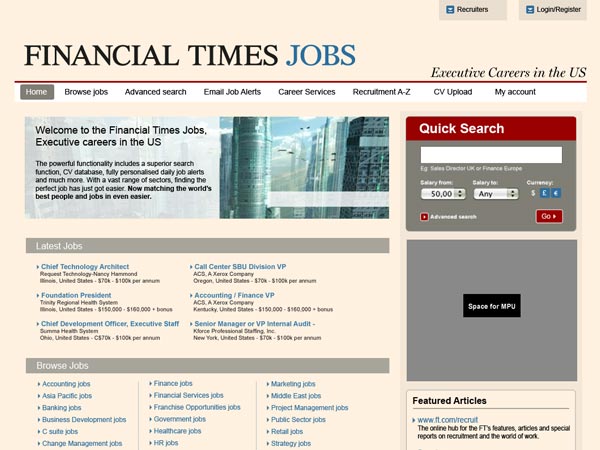 Recruiters
Login/Register
FINANCIAL TIMES JOBS
Executive Careers in the US
Home
Browse jobs
Advanced search
Email Job Alerts
Career Services
Recruitment A-Z
CV Upload
My account
Welcome to the Financial Times Jobs,
Executive careers in the US
The powerful functionality includes a superior search
function, CV database, fully personalised daily job alerts
and much more. With a vast range of sectors, finding the
perfect job has just got easier. Now matching the world's
best people and jobs in even easier.
Quick Search
Eg: Sales Director UK or Finance Europe
Salary from:
Salary to:
Currency:
50,00
Any
$ £ €
Advanced search
Go
Latest Jobs
Chief Technology Architect
Request Technology-Nancy Hammond
Illinois, United States - $70k - $100k per annum
Foundation President
Trinity Regional Health System
Illinois, United States - $150,000 - $160,000 + bonus
Chief Development Officer, Executive Staff
Summa Health System
Ohio, United States - C$70k - $100k per annum
Call Center SBU Division VP
ACS, A Xerox Company
Oregon, United States - $70k - $100k per annum
Accounting / Finance VP
ACS, A Xerox Company
Kentucky, United States - $150,000 - $160,000 + bonus
Senior Manager or VP Internal Audit -
Kforce Professional Staffing, Inc.
New York, United States - $70k - $100k per annum
Space for MPU
Browse Jobs
Accounting jobs
Asia Pacific jobs
Banking jobs
Business Development jobs
C suite jobs
Change Management jobs
Finance jobs
Financial Services jobs
Franchise Opportunities jobs
Government jobs
Healthcare jobs
HR jobs
Marketing jobs
Middle East jobs
Project Management jobs
Public Sector jobs
Retail jobs
Strategy jobs
Featured Articles
www.ft.com/recruit
The online hub for the FT's features, articles and special
reports on recruitment and the world of work.